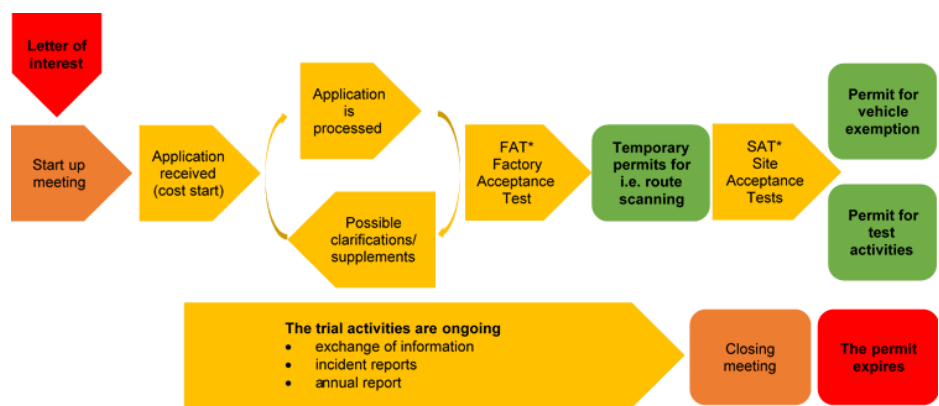 Letter of
interest
Start up
meeting
Application
received
(cost start)
Application
is
processed
Possible
clarifications/
supplements
FAT*
Factory
Acceptance
Test
Temporary
permits for
i.e. route
scanning
SAT*
Site
Acceptance
Tests
Permit for
vehicle
exemption
Permit for
test
activities
The trial activities are ongoing
• exchange of information
• incident reports
• annual report
Closing
meeting
The permit
expires